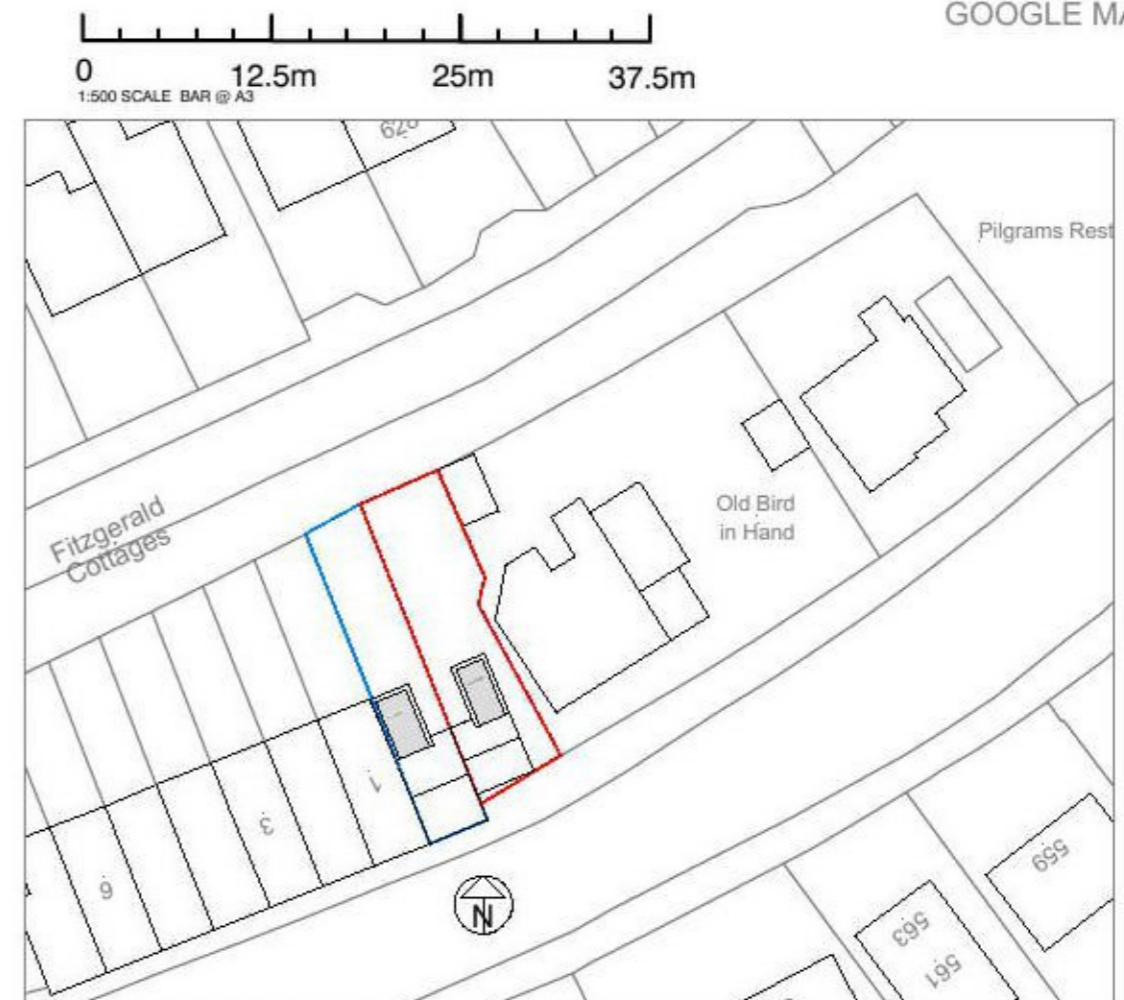 GOOGLE MA
0 12.5m 25m 37.5m
1:500 SCALE BAR @ A3
Pilgrams Rest
Old Bird
in Hand
Fitzgerald
Cottages
1
3
6
N
559
563
561